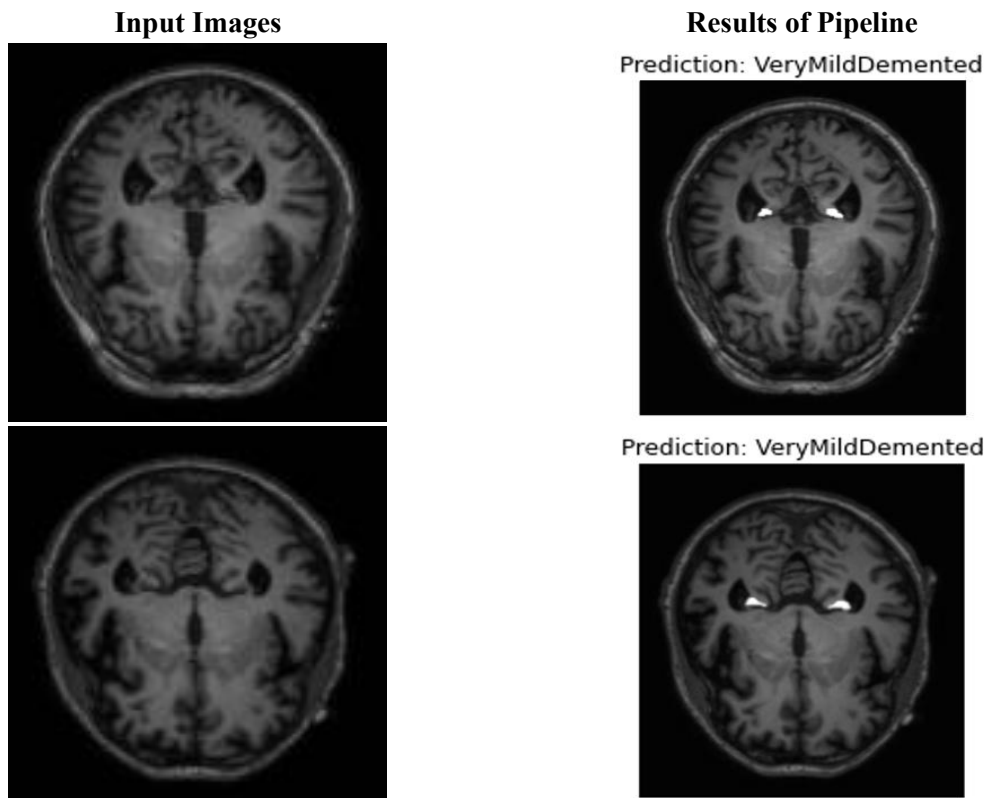 Input Images
Results of Pipeline
Prediction: VeryMildDemented
Prediction: VeryMildDemented